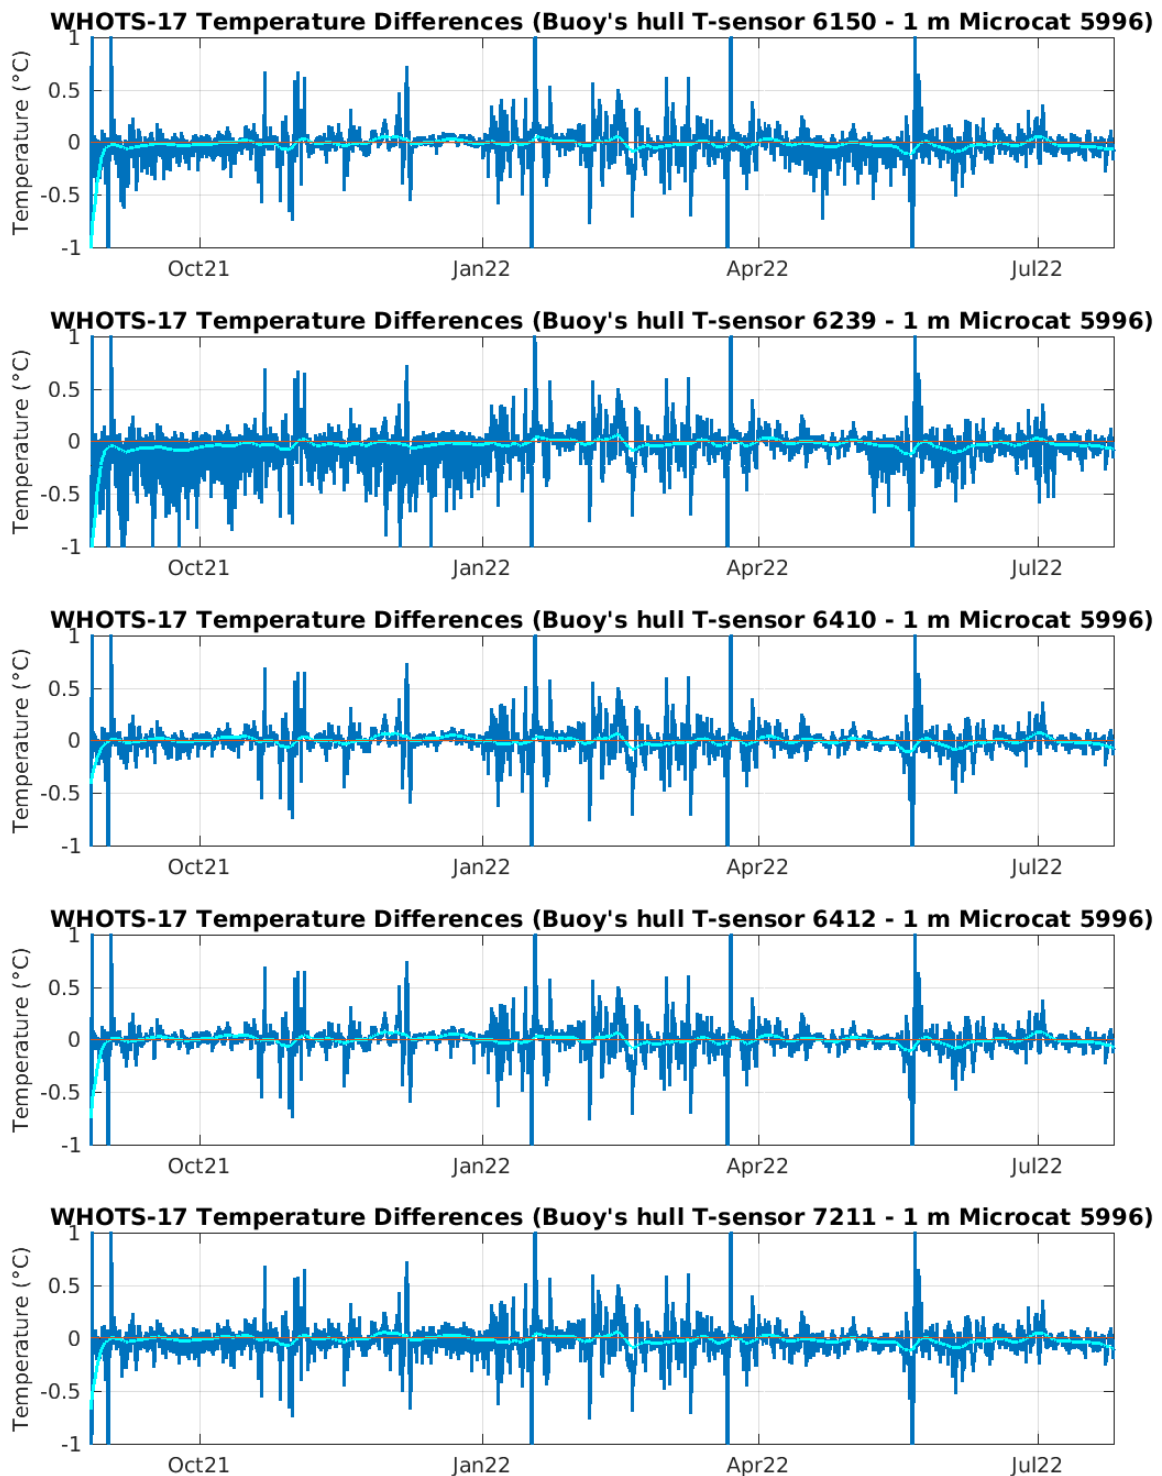 WHOTS-17 Temperature Differences (Buoy's hull T-sensor 6150 - 1 m Microcat 5996)
Temperature (°C)
1
0.5
0
-0.5
-1
Oct21 Jan22 Apr22 Jul22
WHOTS-17 Temperature Differences (Buoy's hull T-sensor 6239 - 1 m Microcat 5996)
Temperature (°C)
1
0.5
0
-0.5
-1
Oct21 Jan22 Apr22 Jul22
WHOTS-17 Temperature Differences (Buoy's hull T-sensor 6410 - 1 m Microcat 5996)
Temperature (°C)
1
0.5
0
-0.5
-1
Oct21 Jan22 Apr22 Jul22
WHOTS-17 Temperature Differences (Buoy's hull T-sensor 6412 - 1 m Microcat 5996)
Temperature (°C)
1
0.5
0
-0.5
-1
Oct21 Jan22 Apr22 Jul22
WHOTS-17 Temperature Differences (Buoy's hull T-sensor 7211 - 1 m Microcat 5996)
Temperature (°C)
1
0.5
0
-0.5
-1
Oct21 Jan22 Apr22 Jul22